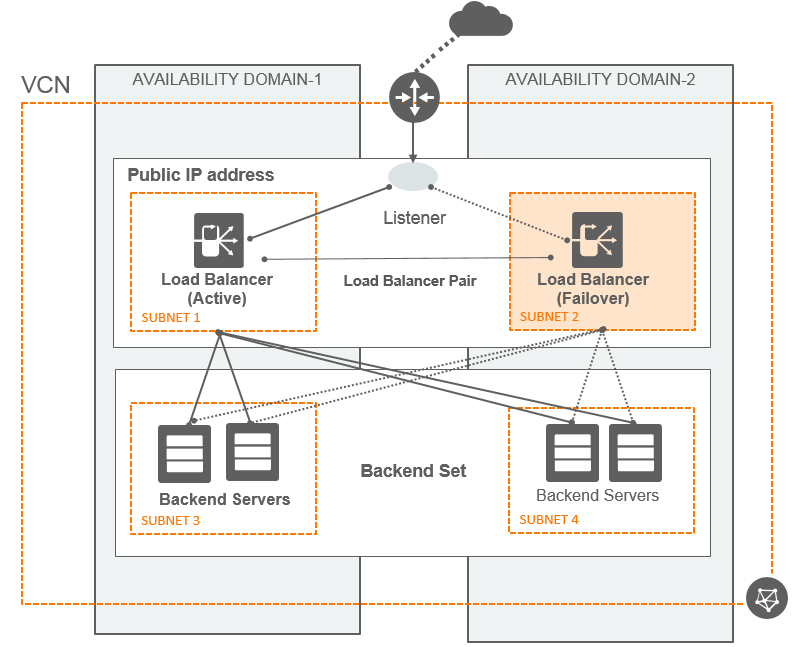 VCN
AVAILABILITY DOMAIN-1
AVAILABILITY DOMAIN-2
Public IP address
Listener
Load Balancer
(Active)
SUBNET 1
Load Balancer Pair
Load Balancer
(Failover)
SUBNET 2
Backend Servers
SUBNET 3
Backend Set
Backend Servers
SUBNET 4